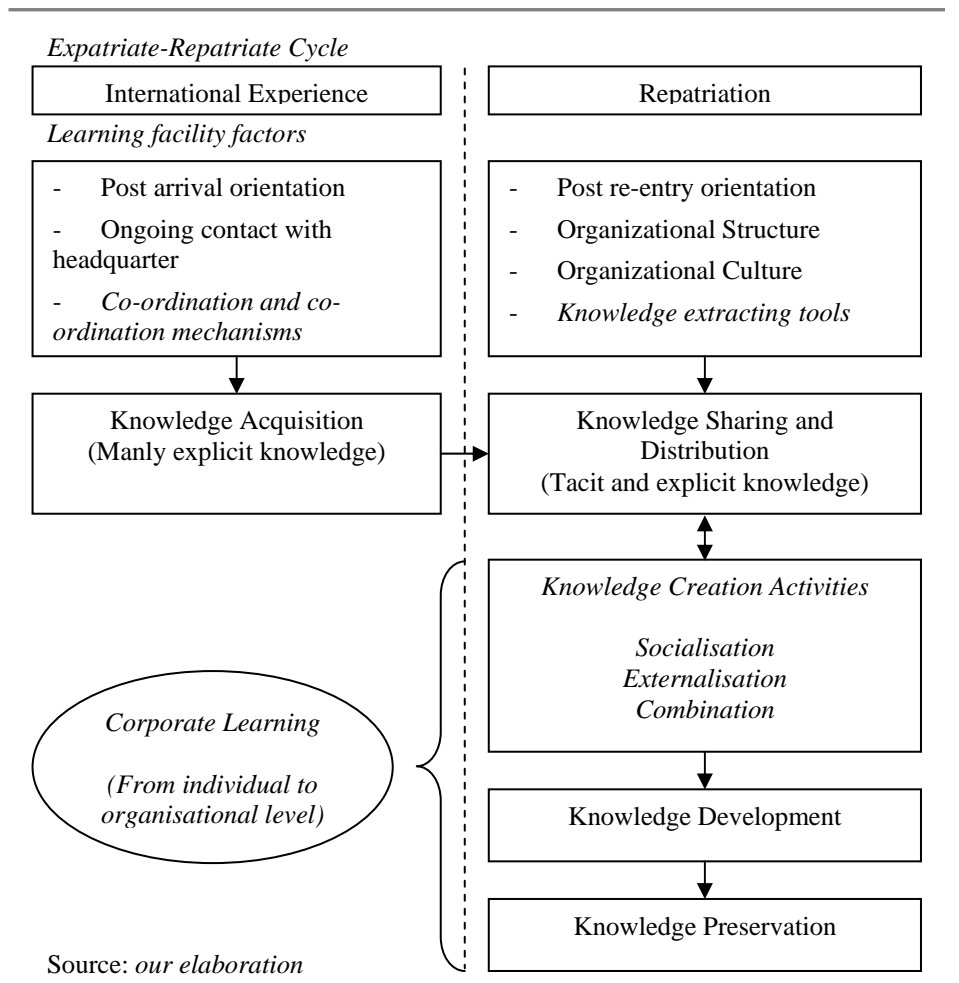 Expatriate-Repatriate Cycle
International Experience
Repatriation
Learning facility factors
- Post arrival orientation
- Ongoing contact with
headquarter
- Co-ordination and co-
ordination mechanisms
- Post re-entry orientation
- Organizational Structure
- Organizational Culture
- Knowledge extracting tools
Knowledge Acquisition
(Manly explicit knowledge)
Knowledge Sharing and
Distribution
(Tacit and explicit knowledge)
Knowledge Creation Activities
Socialisation
Externalisation
Combination
Corporate Learning
(From individual to
organisational level)
Knowledge Development
Knowledge Preservation
Source: our elaboration